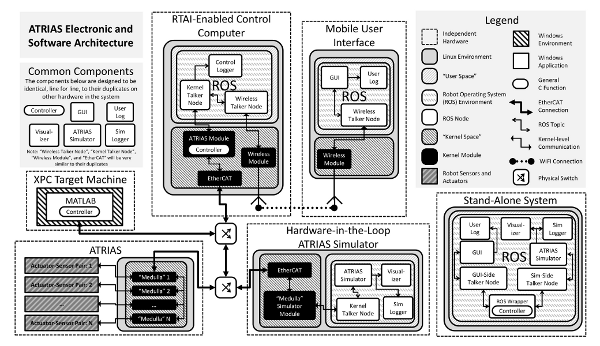 ATRIAS Electronic and
Software Architecture
Common Components
The components below are designed to be
identical, line for line, to their duplicates on
other hardware in the system
Controller
GUI
User
Log
Visual-
izer
ATRIAS
Simulator
Sim
Logger
Note: "Wireless Talker Node", "Kernel Talker Node",
"Wireless Module", and "EtherCAT" will be very
similar to their duplicates
XPC Target Machine
MATLAB
Controller
ATRIAS
Actuator-Sensor Pair: 1
Actuator-Sensor Pair: 2
...
Actuator-Sensor Pair: N
"Medulla" 1
"Medulla" 2
...
"Medulla" N
RTAI-Enabled Control
Computer
Control
Logger
ROS
Kernel
Talker Node
Wireless
Talker Node
ATRIAS Module
Controller
Wireless
Module
EtherCAT
Mobile User
Interface
GUI
User
Log
ROS
Wireless
Talker Node
Wireless
Module
Hardware-in-the-Loop
ATRIAS Simulator
EtherCAT
"Medulla"
Simulator
Module
ATRIAS
Simulator
Visual-
izer
ROS
Kernel
Talker Node
Sim
Logger
Legend
Independent
Hardware
Linux Environment
"User Space"
Robot Operating System
(ROS) Environment
ROS Node
"Kernel Space"
Kernel Module
Robot Sensors and
Actuators
Windows
Environment
Windows
Application
General
C Function
EtherCAT
Connection
ROS Topic
Kernel-level
Communication
WiFi Connection
Physical Switch
Stand-Alone System
User
Log
Visual-
izer
Sim
Logger
ROS
GUI
ATRIAS
Simulator
GUI-Side
Talker Node
Sim-Side
Talker Node
ROS Wrapper
Controller